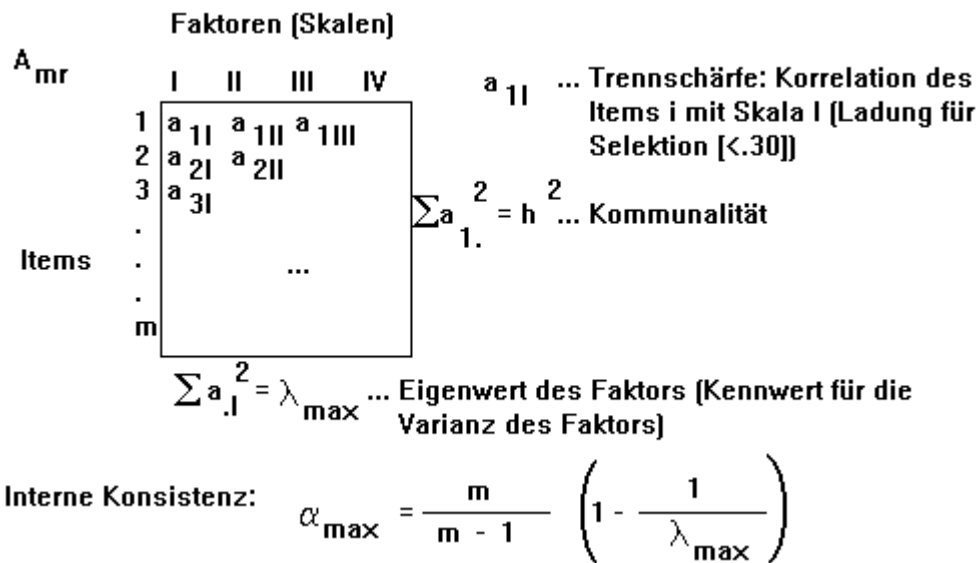 Faktoren (Skalen)
A mr
I II III IV
a 1I ... Trennschärfe: Korrelation des
Items i mit Skala I (Ladung für
Selektion [<.30])
1 a 1I a 1II a 1III
2 a 2I a 2II
3 a 3I
.
Items . ...
.
m
∑a 1. 2 = h 2 ... Kommunalität
∑ a .I 2 = λ max ... Eigenwert des Faktors (Kennwert für die
Varianz des Faktors)
Interne Konsistenz: α max = m / m - 1 (1 - 1 / λ max)